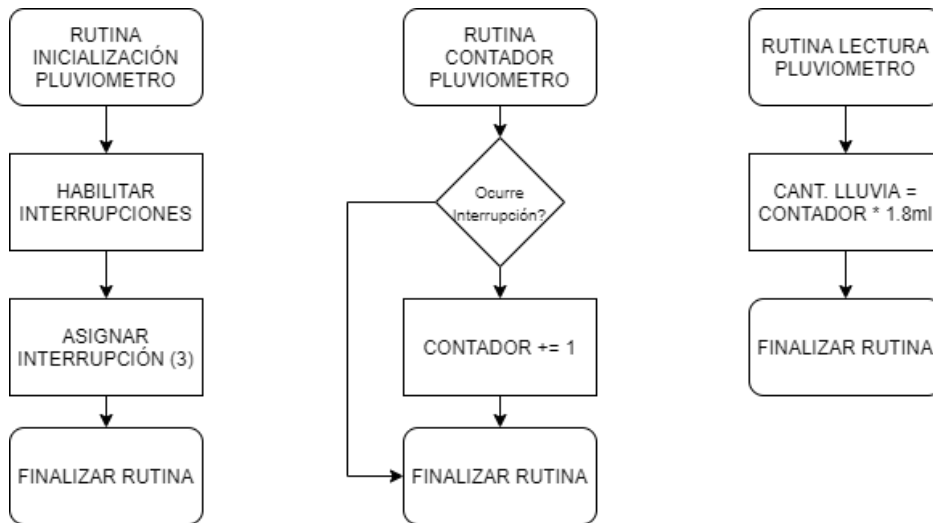 RUTINA
INICIALIZACIÓN
PLUVIOMETRO
HABILITAR
INTERRUPCIONES
ASIGNAR
INTERRUPCIÓN (3)
FINALIZAR RUTINA
RUTINA
CONTADOR
PLUVIOMETRO
Ocurre
Interrupción?
CONTADOR += 1
FINALIZAR RUTINA
RUTINA LECTURA
PLUVIOMETRO
CANT. LLUVIA =
CONTADOR * 1.8ml
FINALIZAR RUTINA